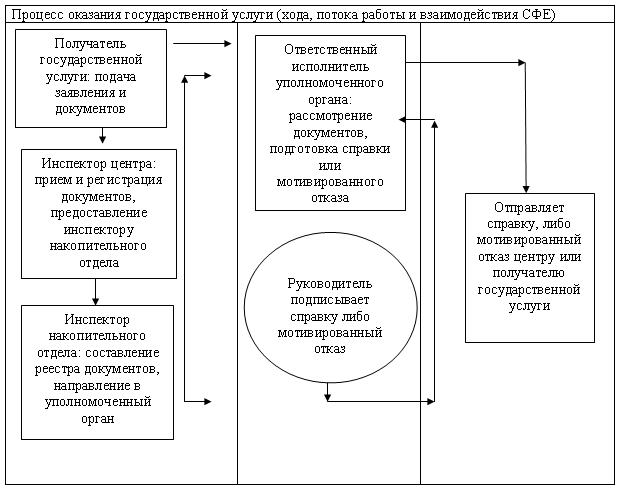 Процесс оказания государственной услуги (хода, потока работы и взаимодействия СФЕ)
Получатель
государственной
услуги: подача
заявления и
документов
Инспектор центра:
прием и регистрация
документов,
предоставление
инспектору
накопительного
отдела
Инспектор
накопительного
отдела: составление
реестра документов,
направление в
уполномоченный
орган
Ответственный
исполнитель
уполномоченного
органа:
рассмотрение
документов,
подготовка справки
или
мотивированного
отказа
Руководитель
подписывает
справку либо
мотивированный
отказ
Отправляет
справку, либо
мотивированный
отказ центру или
получателю
государственной
услуги